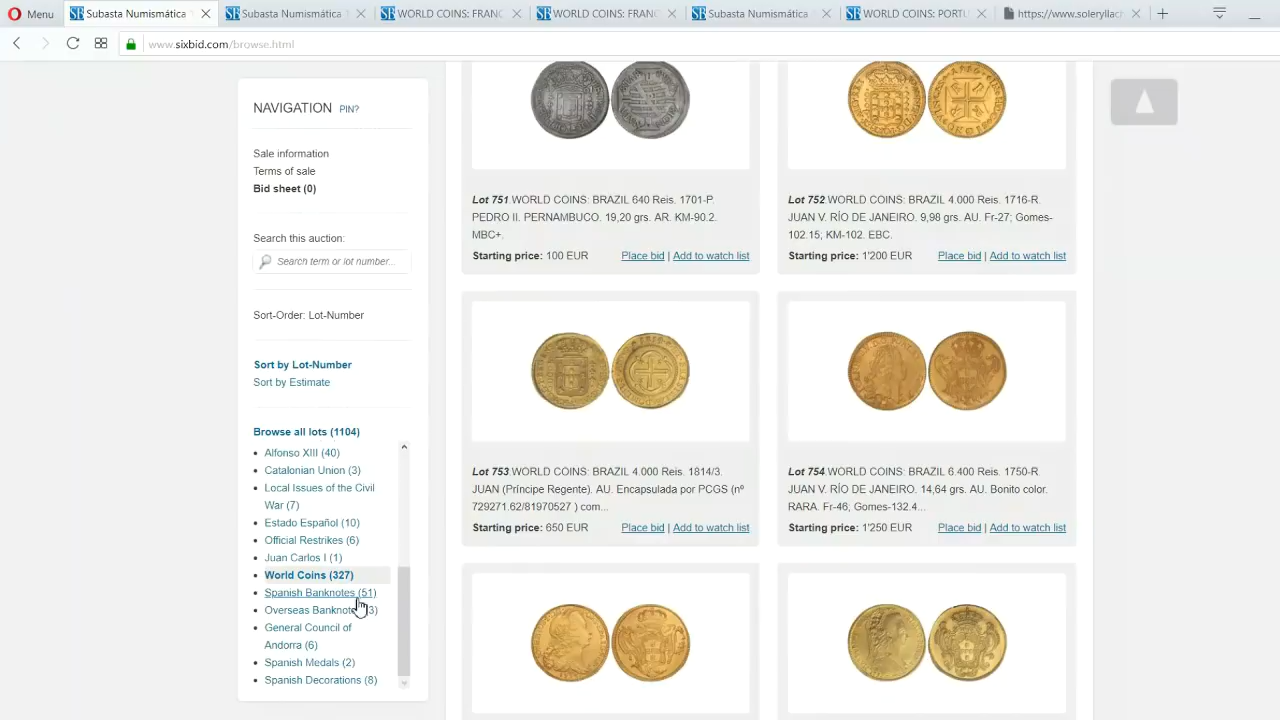 Menu
Subasta Numismática
Subasta Numismática
WORLD COINS: FRANC
WORLD COINS: FRANC
Subasta Numismática
WORLD COINS: PORTU
https://www.soleryllac
www.sixbid.com/browse.html
NAVIGATION PIN?
Sale information
Terms of sale
Bid sheet (0)
Search this auction:
Search term or lot number...
Sort-Order: Lot-Number
Sort by Lot-Number
Sort by Estimate
Browse all lots (1104)
Alfonso XIII (40)
Catalonian Union (3)
Local Issues of the Civil
War (7)
Estado Español (10)
Official Restrikes (6)
Juan Carlos I (1)
World Coins (327)
Spanish Banknotes (51)
Overseas 3)
General Council of
Andorra (6)
Spanish Medals (2)
Spanish Decorations (8)
Lot 751 WORLD COINS: BRAZIL 640 Reis. 1701-P.
PEDRO II. PERNAMBUCO. 19,20 grs. AR. KM-90.2.
MBC+.
Starting price: 100 EUR Place bid | Add to watch list
Lot 752 WORLD COINS: BRAZIL 4.000 Reis. 1716-R.
JUAN V. RÍO DE JANEIRO. 9,98 grs. AU. Fr-27; Gomes-
102.15; KM-102. EBC.
Starting price: 1'200 EUR Place bid | Add to watch list
Lot 753 WORLD COINS: BRAZIL 4.000 Reis. 1814/3.
JUAN (Príncipe Regente). AU. Encapsulada por PCGS (nº
729271.62/81970527 ) com...
Starting price: 650 EUR Place bid | Add to watch list
Lot 754 WORLD COINS: BRAZIL 6.400 Reis. 1750-R.
JUAN V. RÍO DE JANEIRO. 14,64 grs. AU. Bonito color.
RARA. Fr-46; Gomes-132.4...
Starting price: 1'250 EUR Place bid | Add to watch list